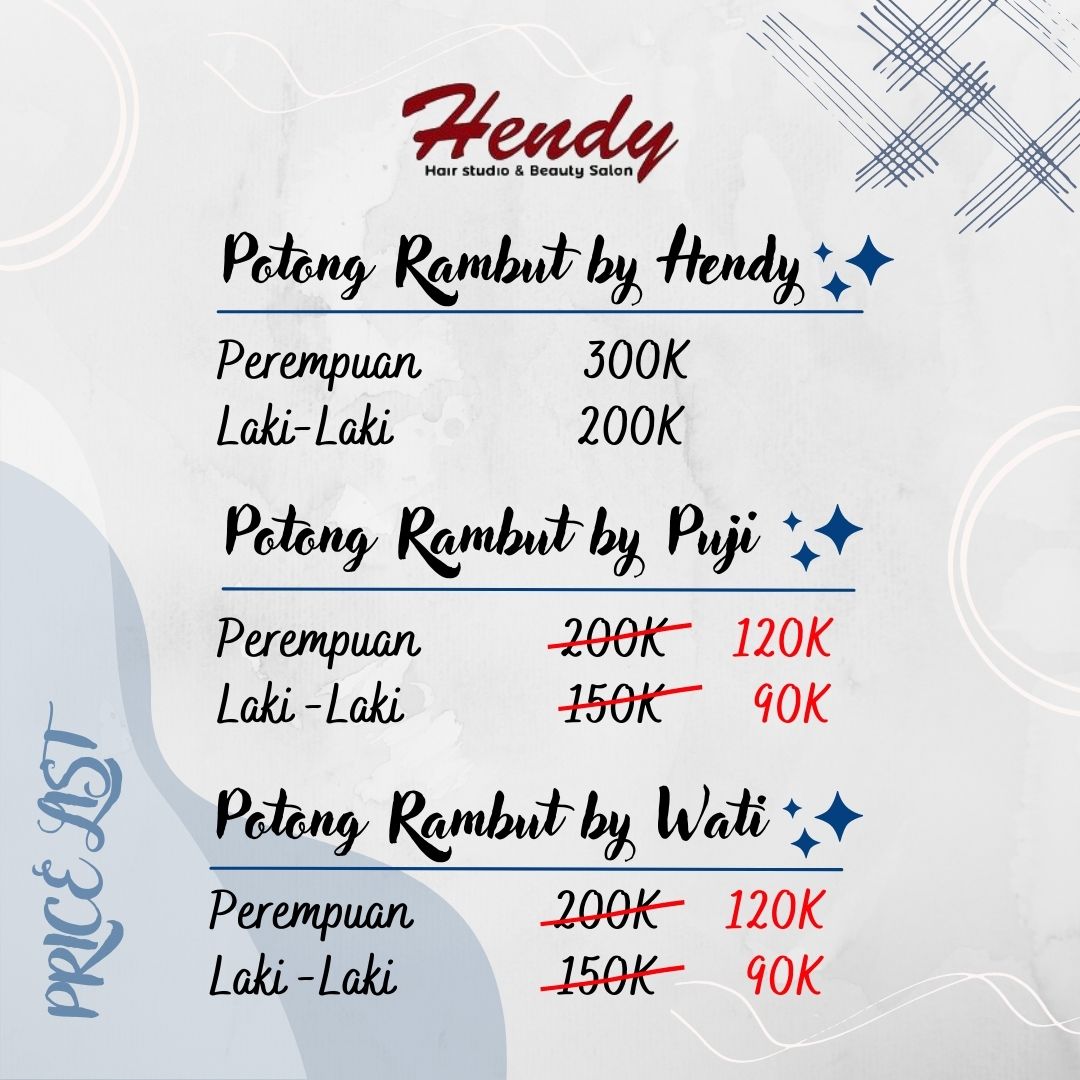 Hendy
Hair studio & Beauty Salon
Potong Rambut by Hendy
Perempuan 300K
Laki-Laki 200K
Potong Rambut by Puji
Perempuan 200K 120K
Laki -Laki 150K 90K
Potong Rambut by Wati
Perempuan 200K 120K
Laki -Laki 150K 90K
PRICE LIST